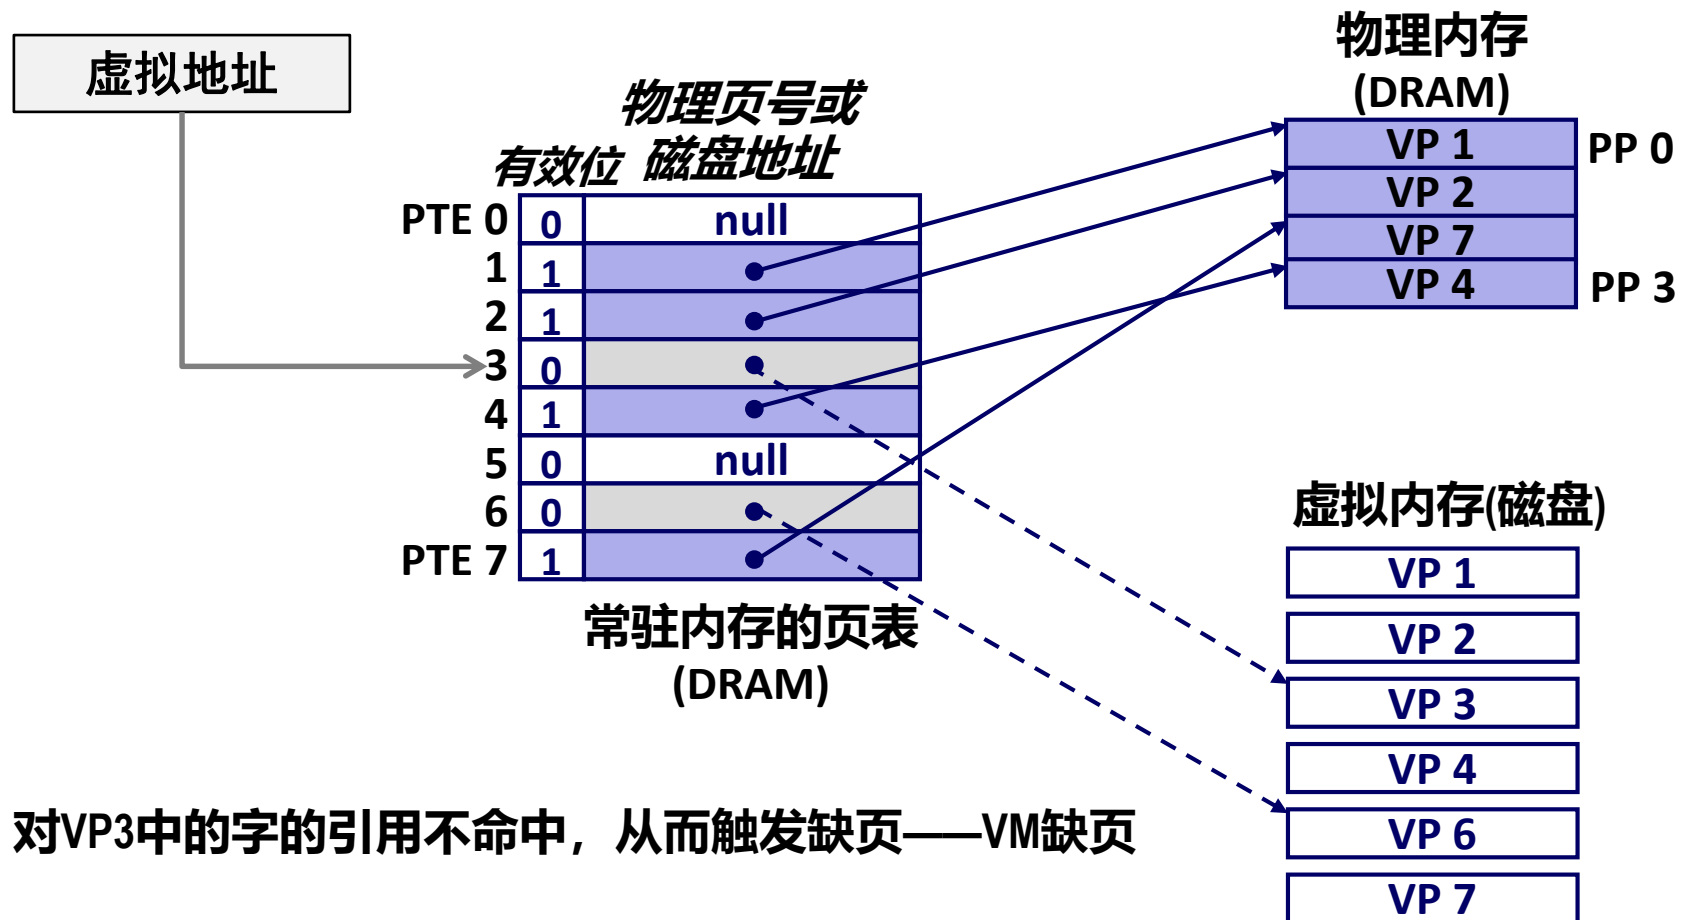 虚拟地址
物理内存
(DRAM)
物理页号或
磁盘地址
有效位
PTE 0 0 null
1 1
2 1
3 0
4 1
5 0 null
6 0
PTE 7 1
常驻内存的页表
(DRAM)
VP 1 PP 0
VP 2
VP 7
VP 4 PP 3
虚拟内存(磁盘)
VP 1
VP 2
VP 3
VP 4
VP 6
VP 7
对VP3中的字的引用不命中，从而触发缺页——VM缺页